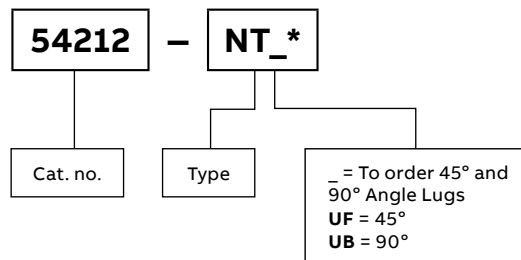 54212 – NT_*
Cat. no.
Type
_ = To order 45° and
90° Angle Lugs
UF = 45°
UB = 90°